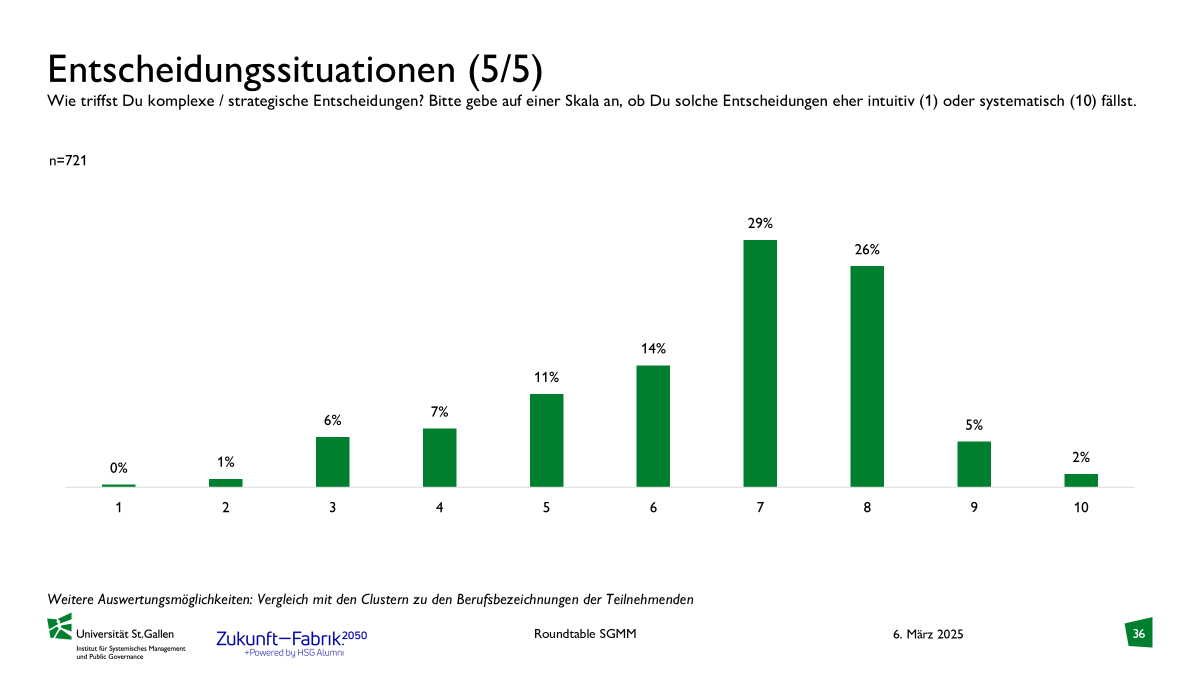 Entscheidungssituationen (5/5)
Wie triffst Du komplexe / strategische Entscheidungen? Bitte gebe auf einer Skala an, ob Du solche Entscheidungen eher intuitiv (1) oder systematisch (10) fällst.
n=721
29%
26%
14%
11%
7%
6%
5%
2%
1%
0%
1 2 3 4 5 6 7 8 9 10
Weitere Auswertungsmöglichkeiten: Vergleich mit den Clustern zu den Berufsbezeichnungen der Teilnehmenden
Universität St.Gallen
Institut für Systemisches Management
und Public Governance
Zukunft—Fabrik.2050
+Powered by HSG Alumni
Roundtable SGMM
6. März 2025
36